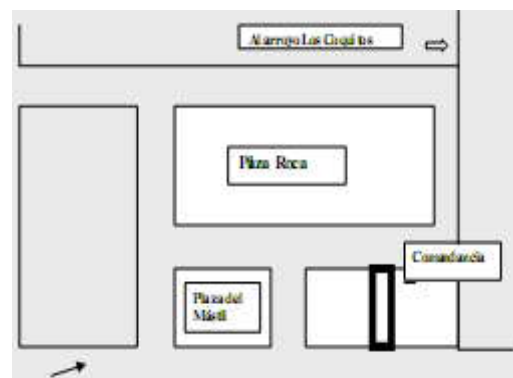 Al arroyo Los Coquitos
Plaza Roca
Comandancia
Plaza del
Mástil